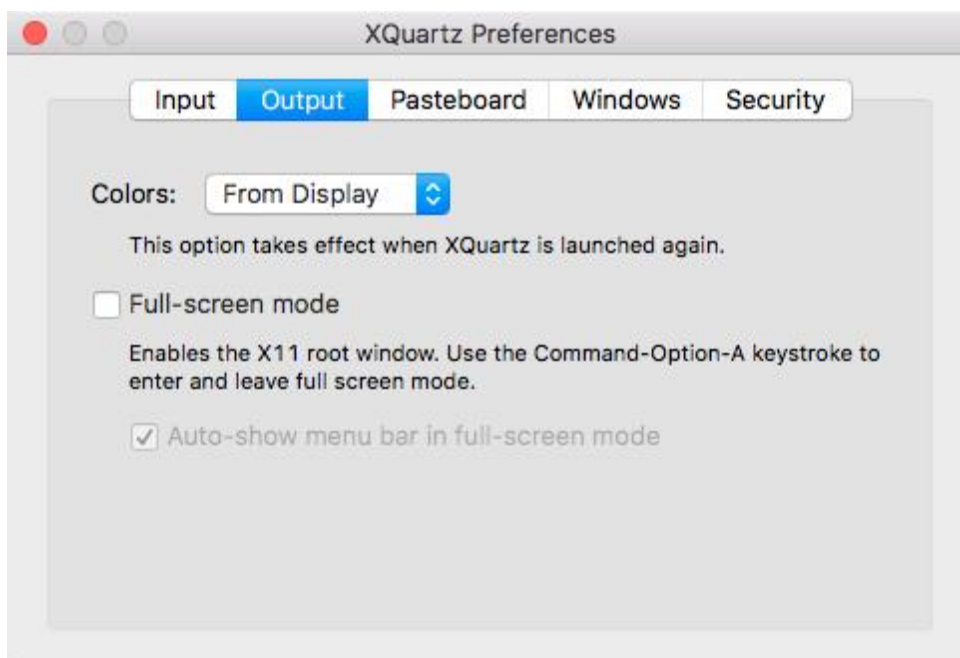 XQuartz Preferences
Input Output Pasteboard Windows Security
Colors: From Display
This option takes effect when XQuartz is launched again.
Full-screen mode
Enables the X11 root window. Use the Command-Option-A keystroke to
enter and leave full screen mode.
Auto-show menu bar in full-screen mode